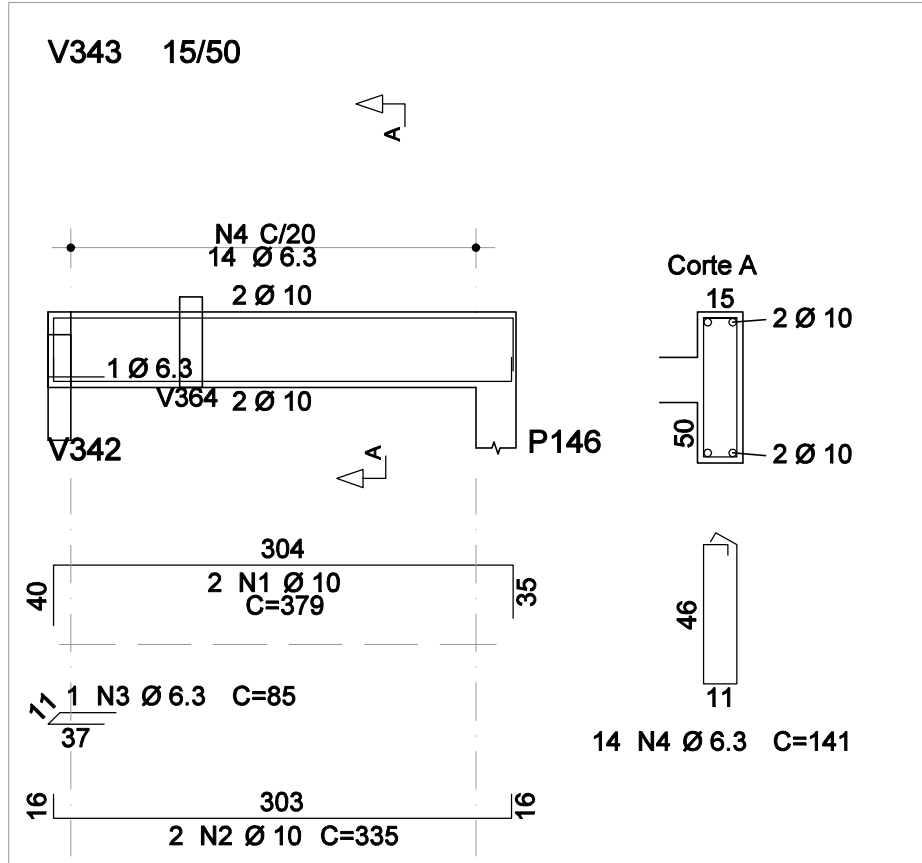 V343 15/50
A
N4 C/20
14 Ø 6.3
2 Ø 10
1 Ø 6.3
V364
2 Ø 10
V342
P146
A
Corte A
15
2 Ø 10
50
2 Ø 10
304
40
2 N1 Ø 10
C=379
35
11
1 N3 Ø 6.3 C=85
37
16
303
16
2 N2 Ø 10 C=335
46
11
14 N4 Ø 6.3 C=141